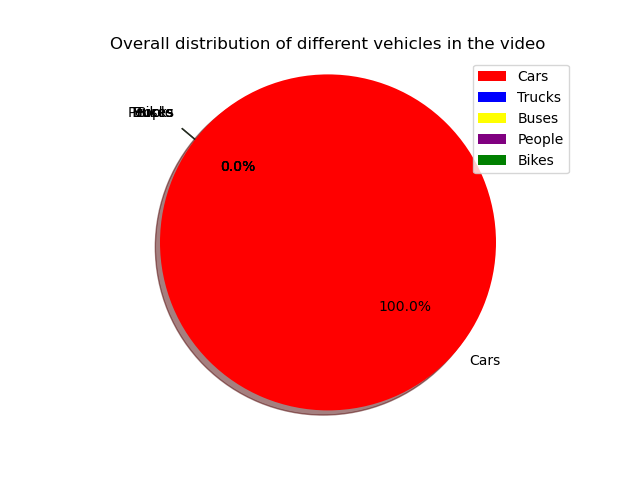 Overall distribution of different vehicles in the video
Cars
Trucks
Buses
People
Bikes
0.0%
100.0%
Cars